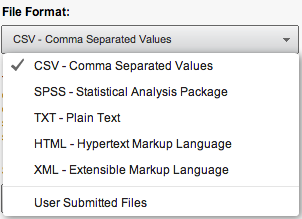 File Format:
CSV - Comma Separated Values
CSV - Comma Separated Values
SPSS - Statistical Analysis Package
TXT - Plain Text
HTML - Hypertext Markup Language
XML - Extensible Markup Language
User Submitted Files